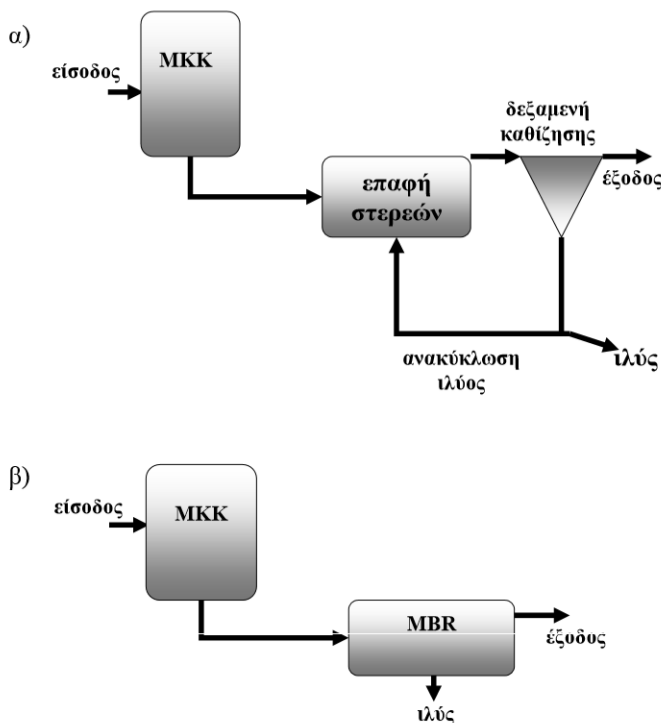 α)
ΜΚΚ
είσοδος
δεξαμενή
καθίζησης
επαφή
στερεών
έξοδος
ανακύκλωση
ιλύος
ιλύς
β)
είσοδος
ΜΚΚ
MBR
έξοδος
ιλύς